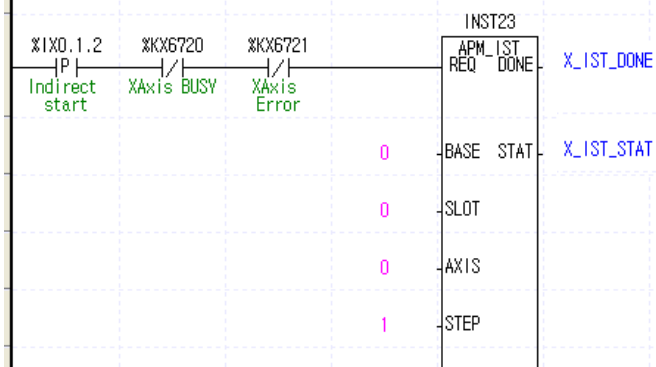 INST23
%IX0.1.2 %KX6720 %KX6721 APM_IST
P / / REQ DONE X_IST_DONE
Indirect start XAxis BUSY XAxis Error
0 BASE STAT X_IST_STAT
0 SLOT
0 AXIS
1 STEP